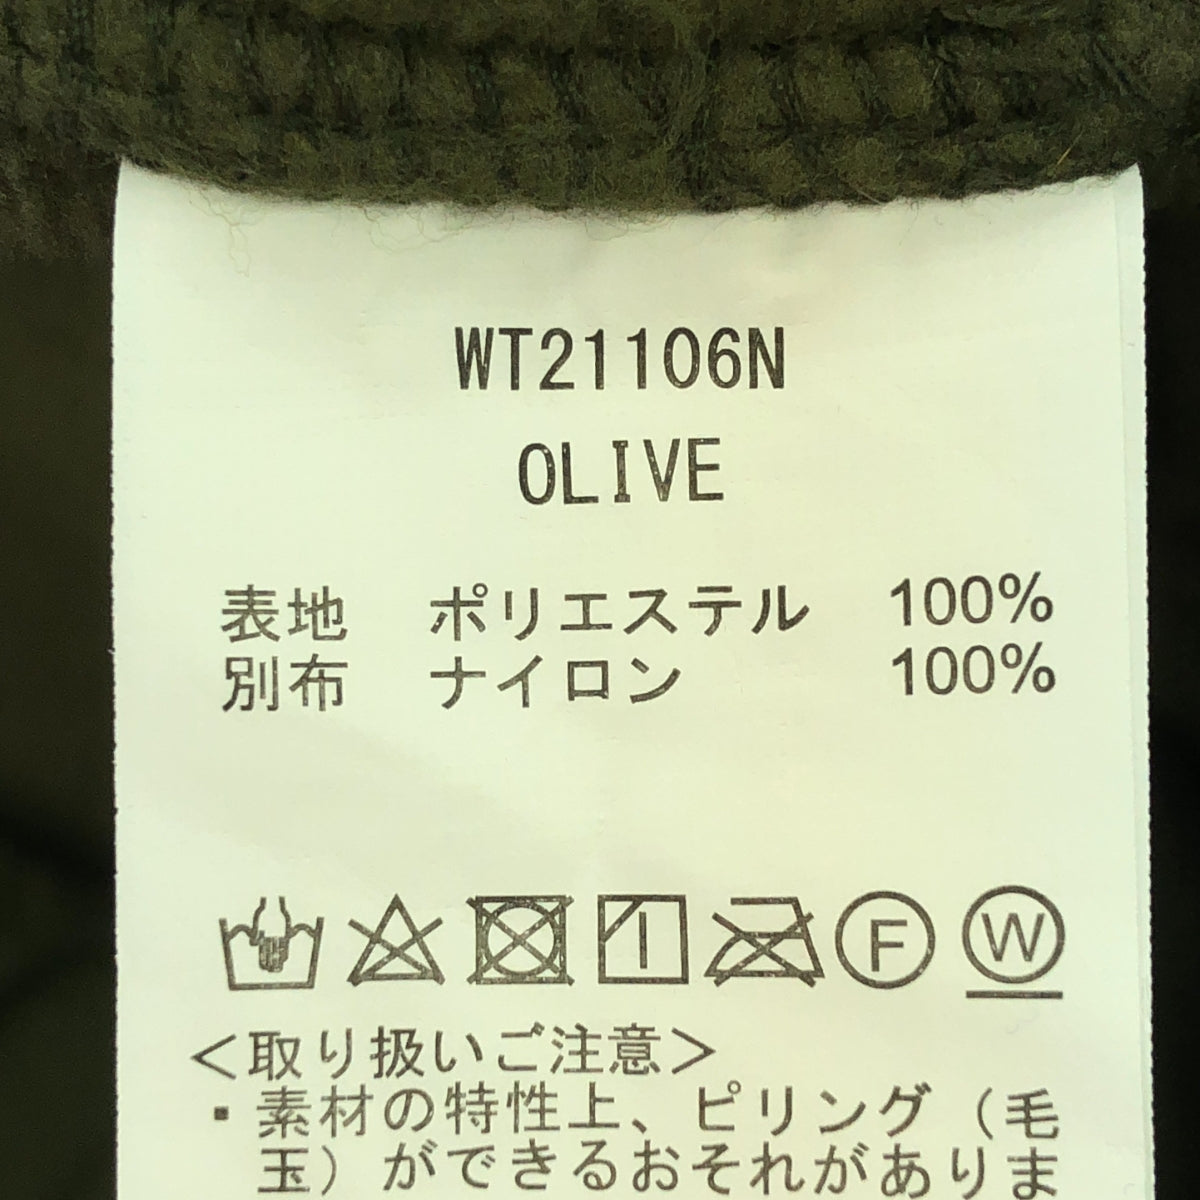 WT21106N
OLIVE
表地 ポリエステル 100%
別布 ナイロン 100%
F W
＜取り扱いご注意＞
・素材の特性上、ピリング（毛
玉）ができるおそれがありま